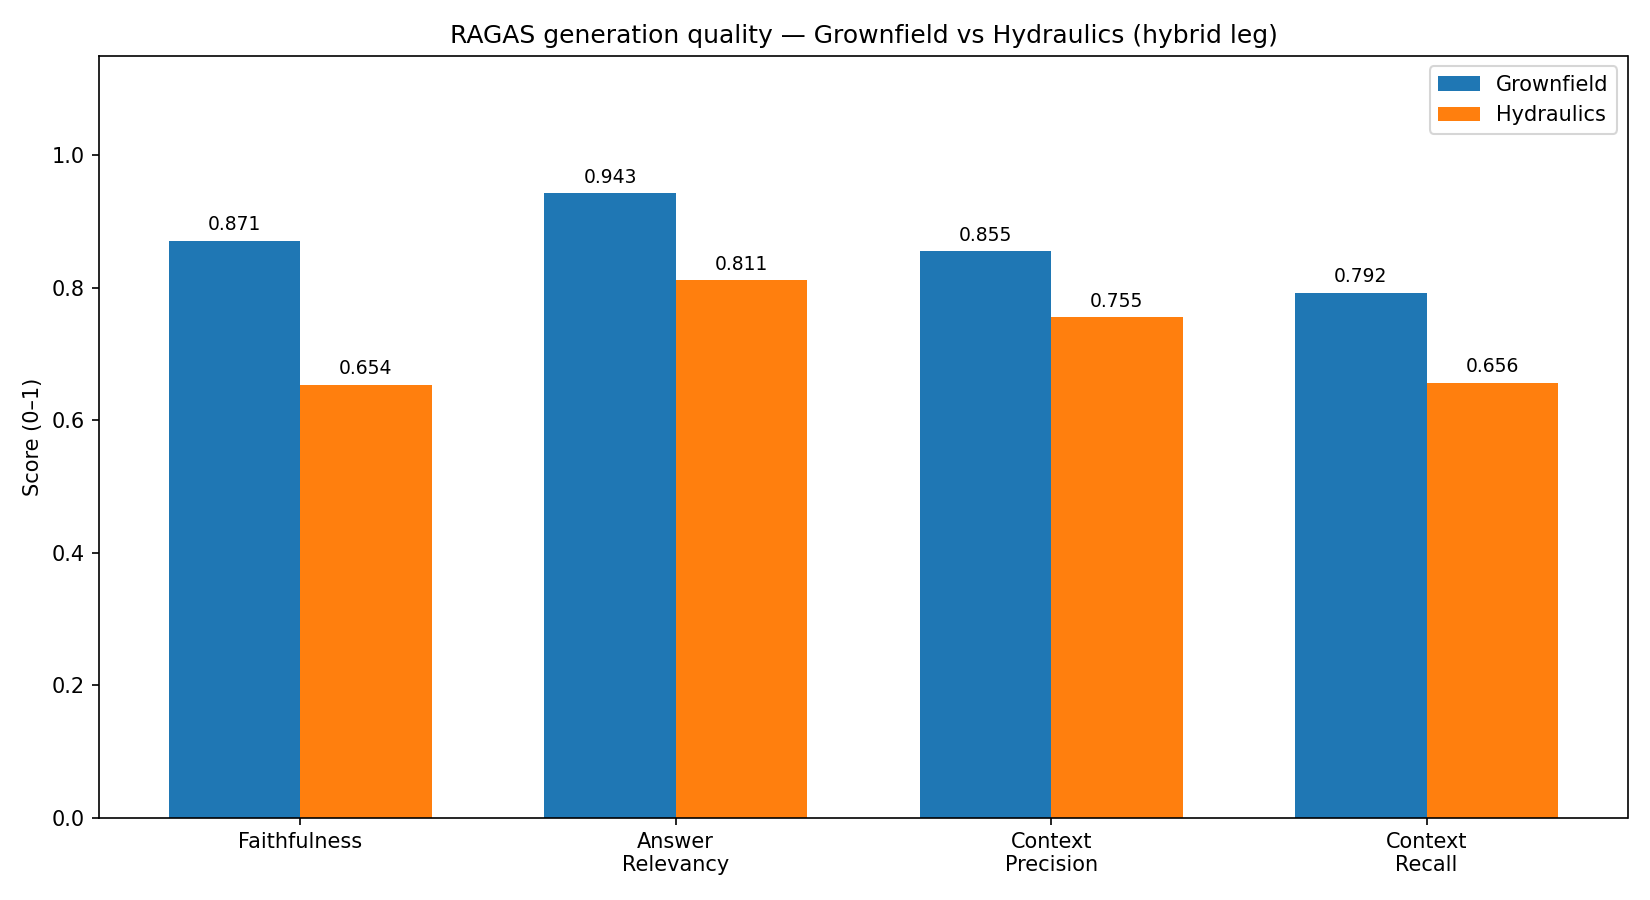 RAGAS generation quality — Grownfield vs Hydraulics (hybrid leg)
Grownfield
Hydraulics
Score (0–1)
1.0
0.8
0.6
0.4
0.2
0.0
0.871
0.654
0.943
0.811
0.855
0.755
0.792
0.656
Faithfulness
Answer
Relevancy
Context
Precision
Context
Recall